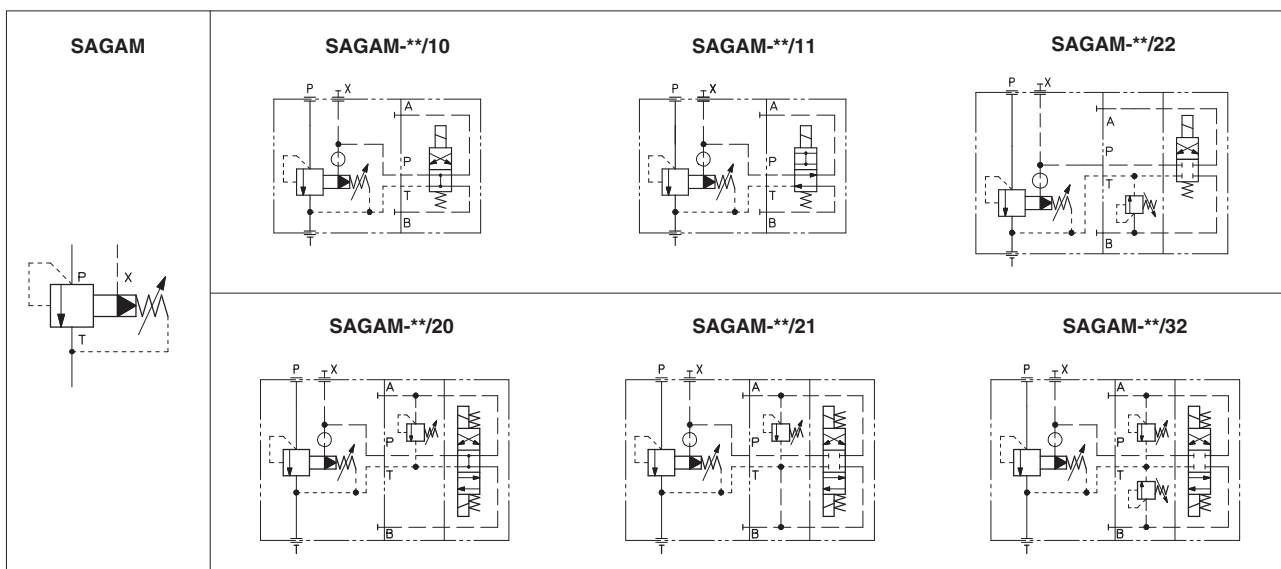 SAGAM
P X
T
SAGAM-**/10
P X
A
P
T
B
T
SAGAM-**/11
P X
A
P
T
B
T
SAGAM-**/22
P X
A
P
T
B
T
SAGAM-**/20
P X
A
P
T
B
T
SAGAM-**/21
P X
A
P
T
B
T
SAGAM-**/32
P X
A
P
T
B
T